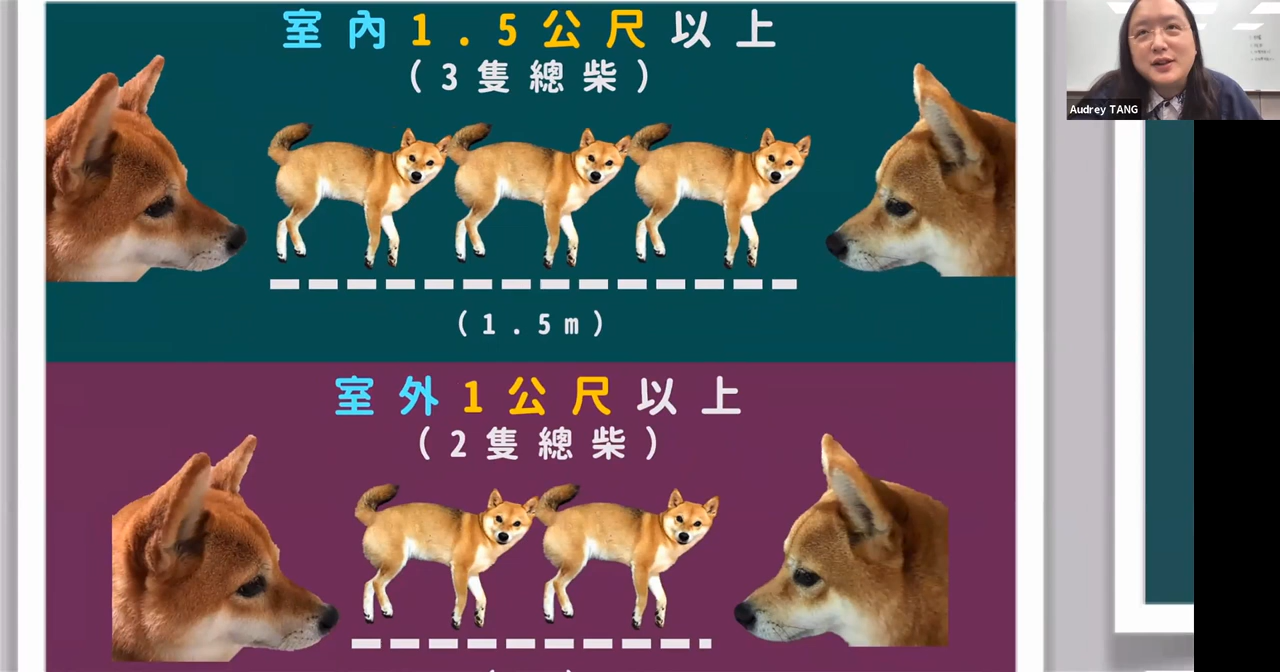 室內1.5公尺以上
(3隻總柴)
(1.5m)
室外1公尺以上
(2隻總柴)
Audrey TANG